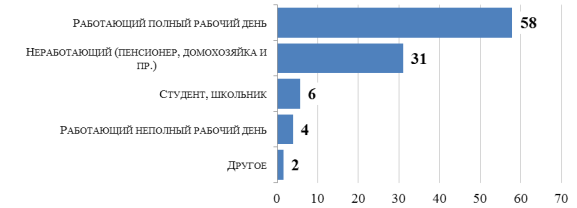 Работающий полный рабочий день
58
Неработающий (пенсионер, домохозяйка и
пр.)
31
Студент, школьник
6
Работающий неполный рабочий день
4
Другое
2
0 10 20 30 40 50 60 70